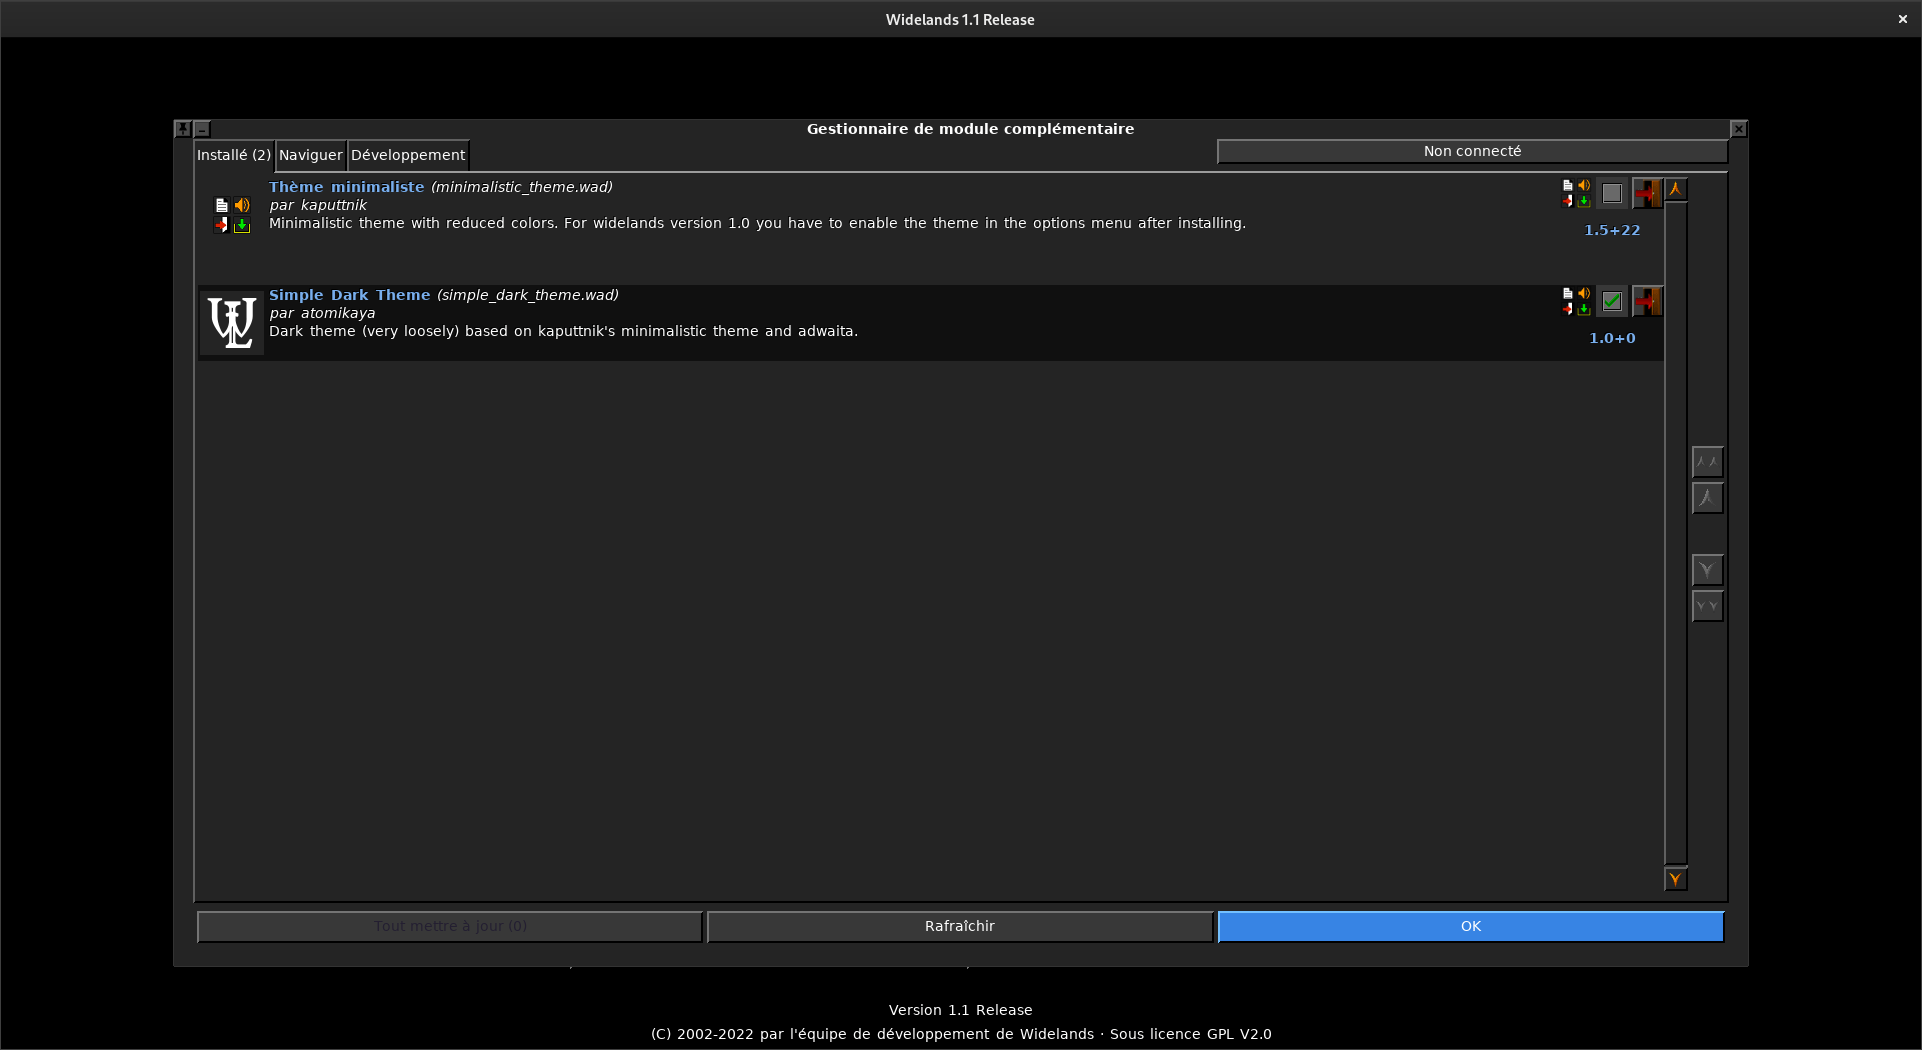 Widelands 1.1 Release
Gestionnaire de module complémentaire
Installé (2) Naviguer Développement
Non connecté
Thème minimaliste (minimalistic_theme.wad)
par kaputtnik
Minimalistic theme with reduced colors. For widelands version 1.0 you have to enable the theme in the options menu after installing.
1.5+22
Simple Dark Theme (simple_dark_theme.wad)
par atomikaya
Dark theme (very loosely) based on kaputtnik's minimalistic theme and adwaita.
1.0+0
Tout mettre à jour (0) Rafraîchir OK
Version 1.1 Release
(C) 2002-2022 par l'équipe de développement de Widelands · Sous licence GPL V2.0